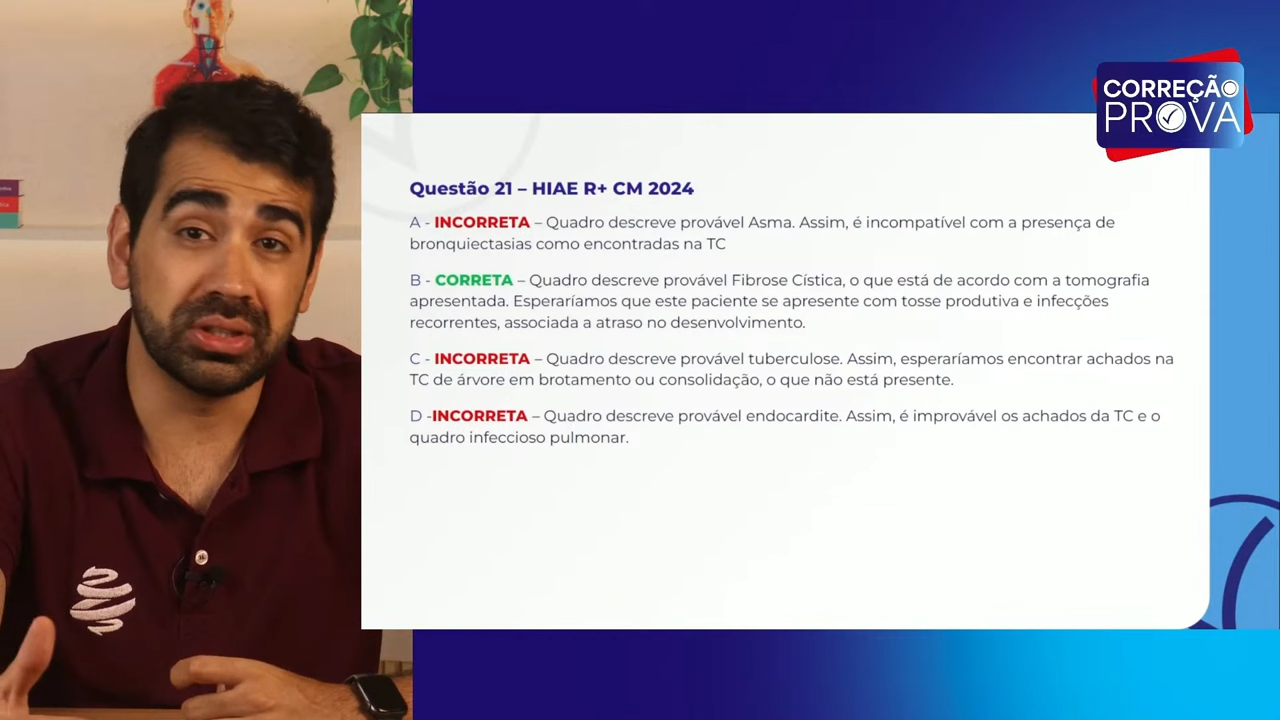 CORREÇÃO
PROVA
Questão 21 – HIAE R+ CM 2024
A - INCORRETA – Quadro descreve provável Asma. Assim, é incompatível com a presença de
bronquiectasias como encontradas na TC
B - CORRETA – Quadro descreve provável Fibrose Cística, o que está de acordo com a tomografia
apresentada. Esperaríamos que este paciente se apresente com tosse produtiva e infecções
recorrentes, associada a atraso no desenvolvimento.
C - INCORRETA – Quadro descreve provável tuberculose. Assim, esperaríamos encontrar achados na
TC de árvore em brotamento ou consolidação, o que não está presente.
D -INCORRETA – Quadro descreve provável endocardite. Assim, é improvável os achados da TC e o
quadro infeccioso pulmonar.